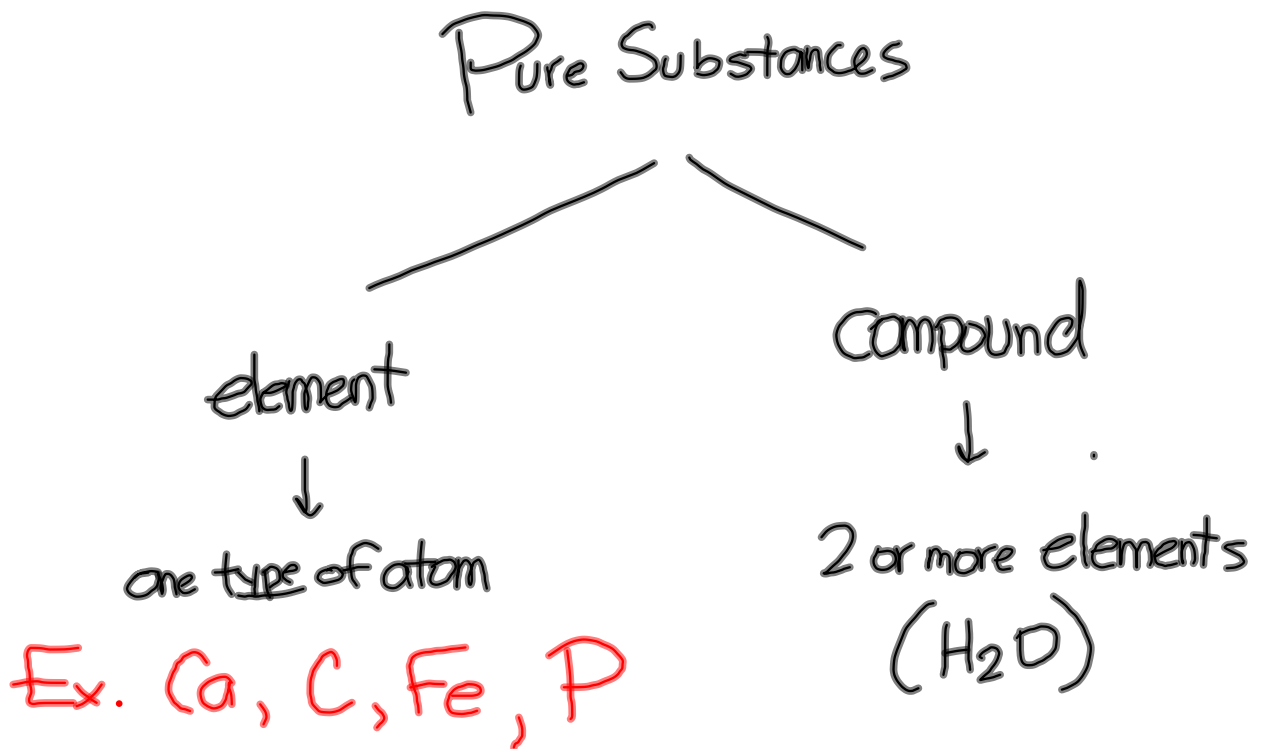 Pure Substances
element
compound
one type of atom
2 or more elements
(H₂O)
Ex. Ca, C, Fe, P